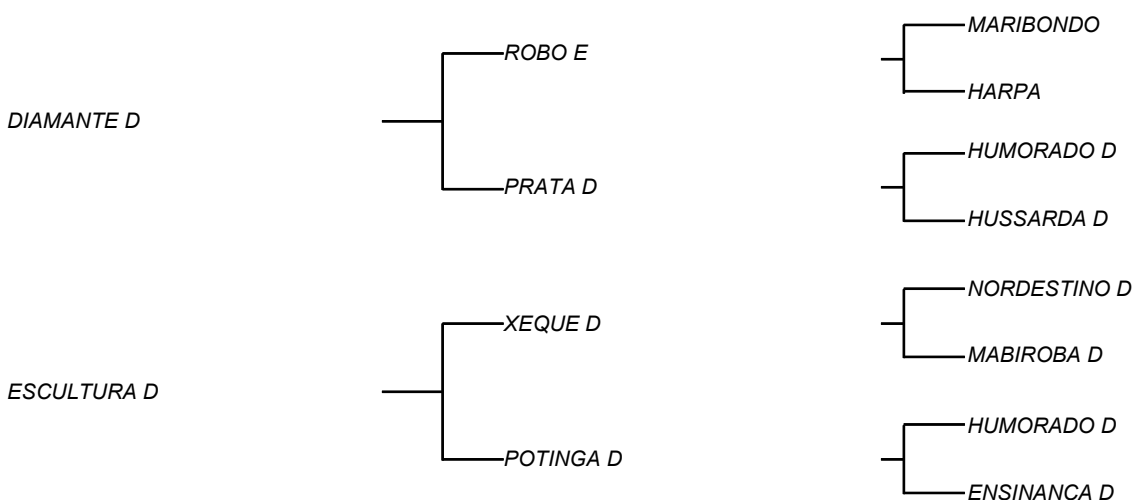 MARIBONDO
ROBO E
HARPA
DIAMANTE D
HUMORADO D
PRATA D
HUSSARDA D
NORDESTINO D
XEQUE D
MABIROBA D
ESCULTURA D
HUMORADO D
POTINGA D
ENSINANCA D